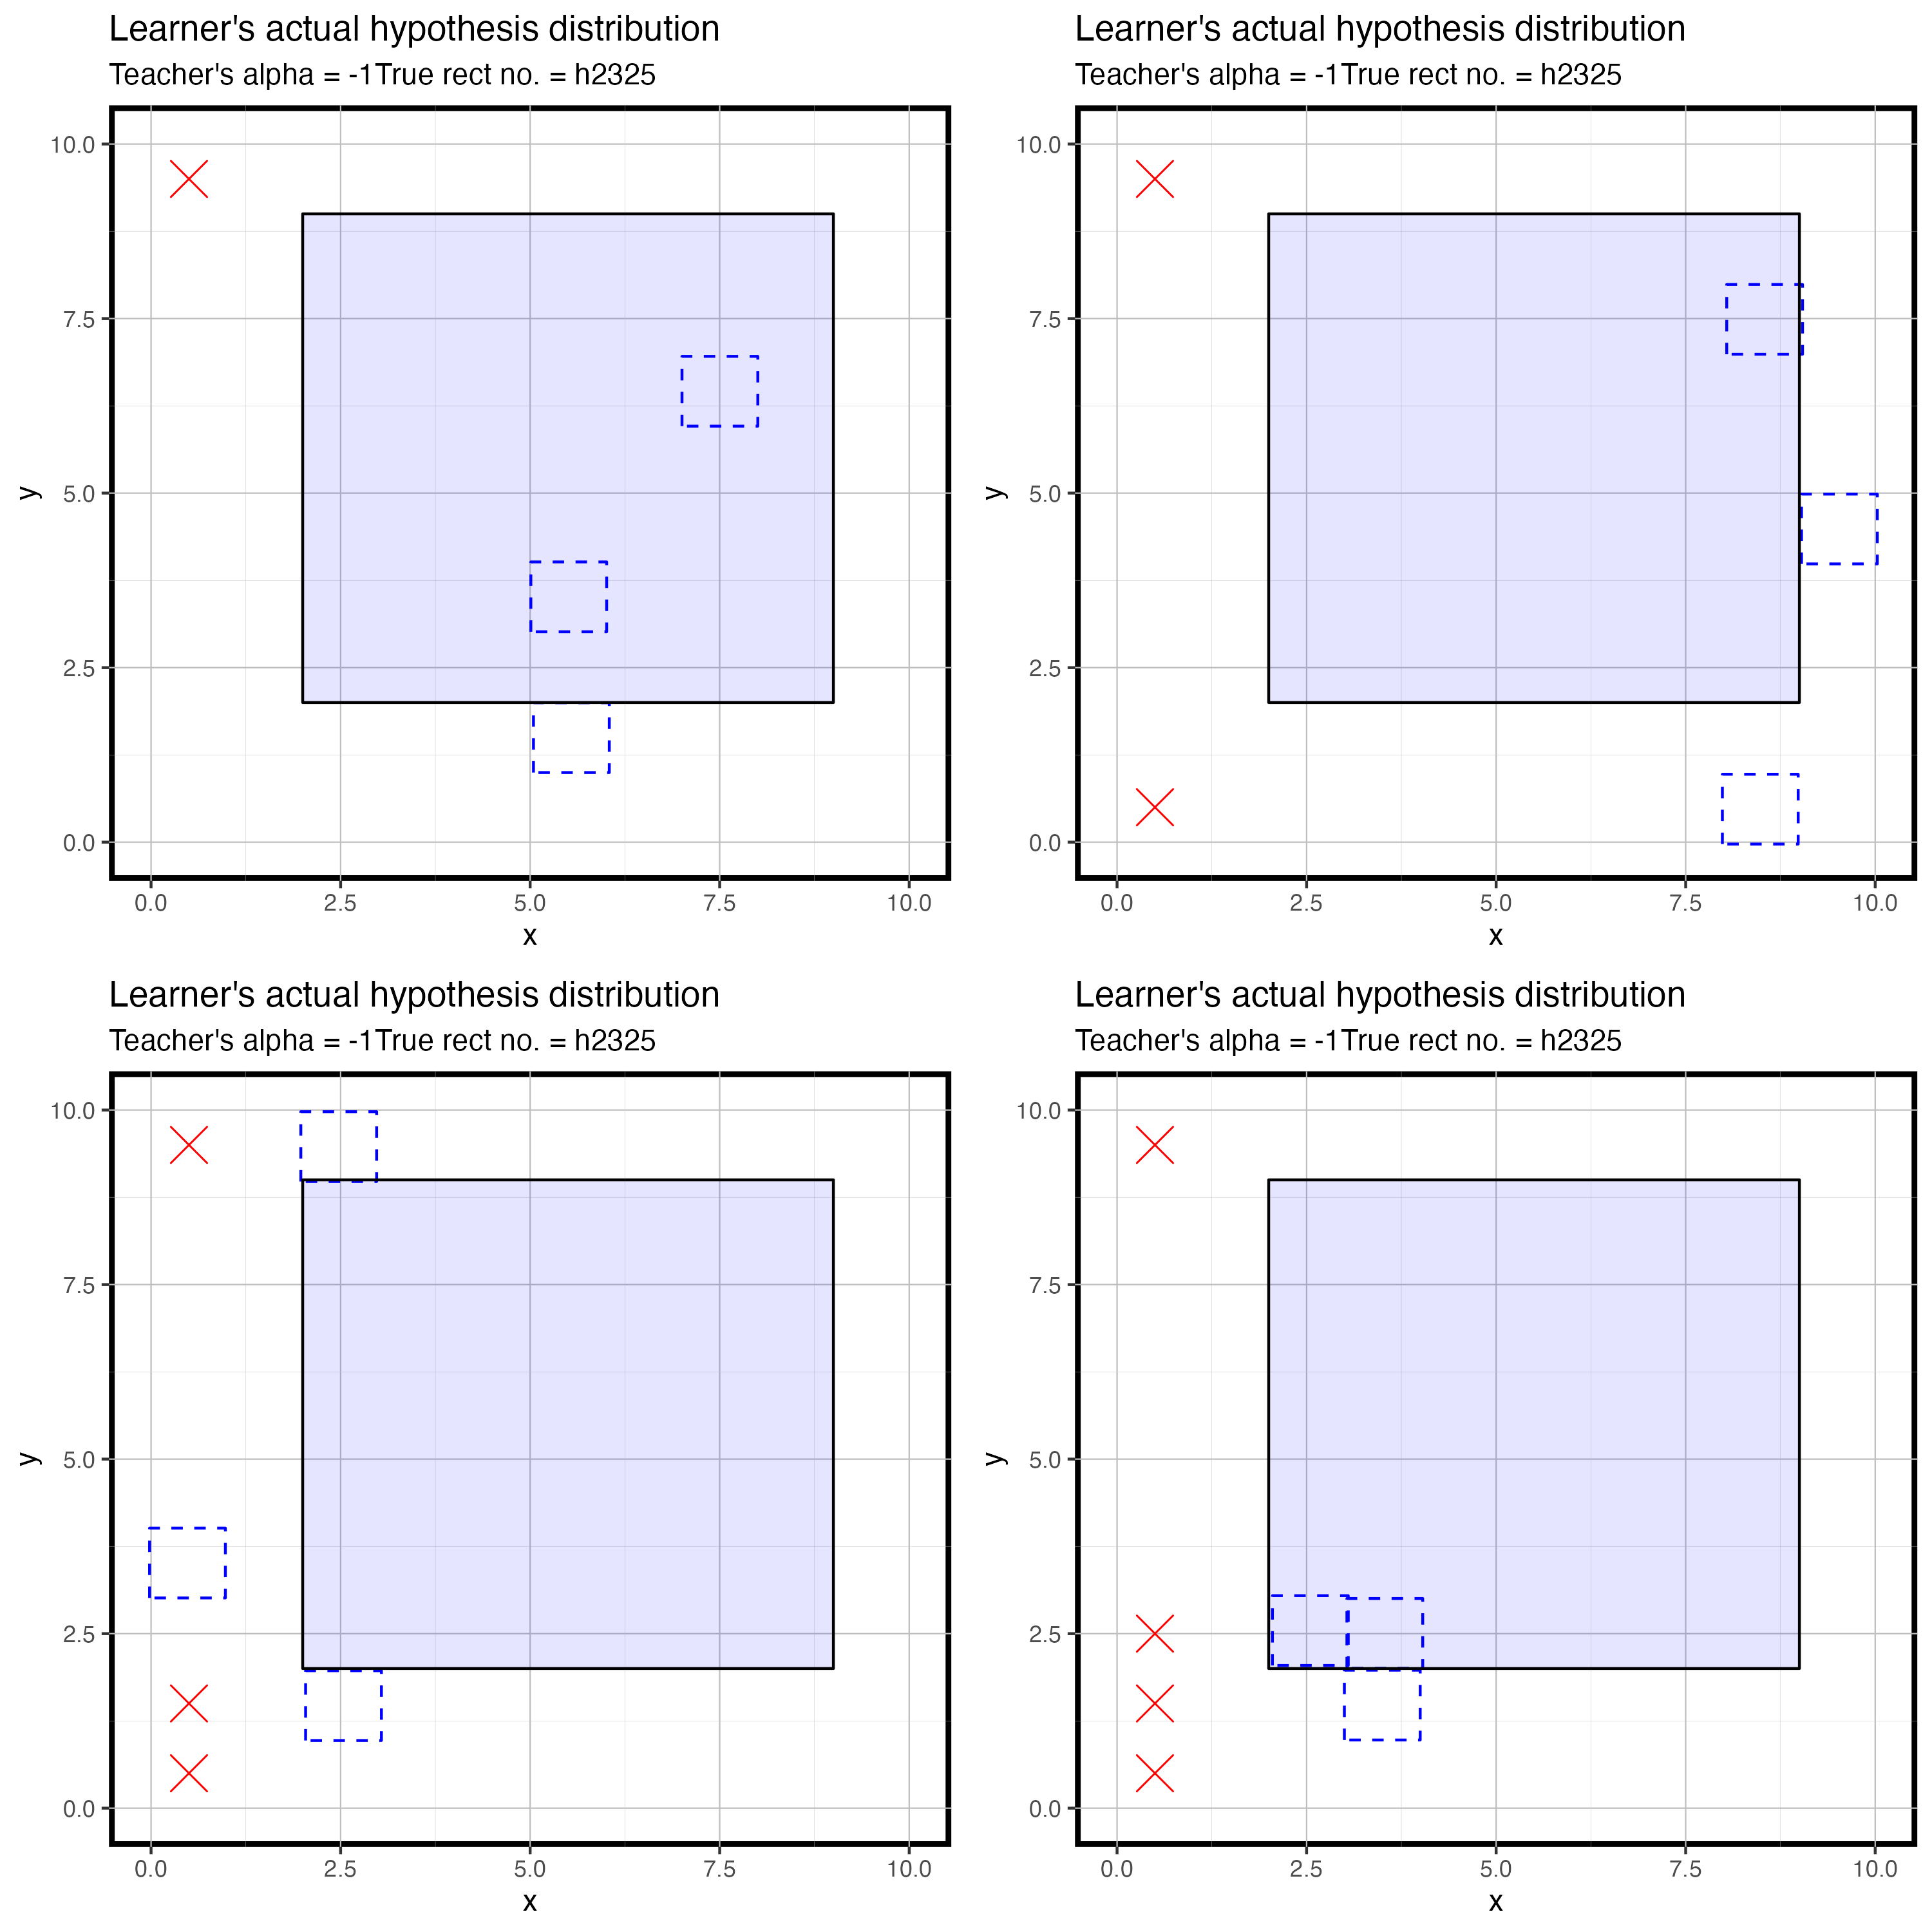 Learner's actual hypothesis distribution
Teacher's alpha = -1True rect no. = h2325
10.0
7.5
5.0
2.5
0.0
y
0.0 2.5 5.0 7.5 10.0
x
Learner's actual hypothesis distribution
Teacher's alpha = -1True rect no. = h2325
10.0
7.5
5.0
2.5
0.0
y
0.0 2.5 5.0 7.5 10.0
x
Learner's actual hypothesis distribution
Teacher's alpha = -1True rect no. = h2325
10.0
7.5
5.0
2.5
0.0
y
0.0 2.5 5.0 7.5 10.0
x
Learner's actual hypothesis distribution
Teacher's alpha = -1True rect no. = h2325
10.0
7.5
5.0
2.5
0.0
y
0.0 2.5 5.0 7.5 10.0
x